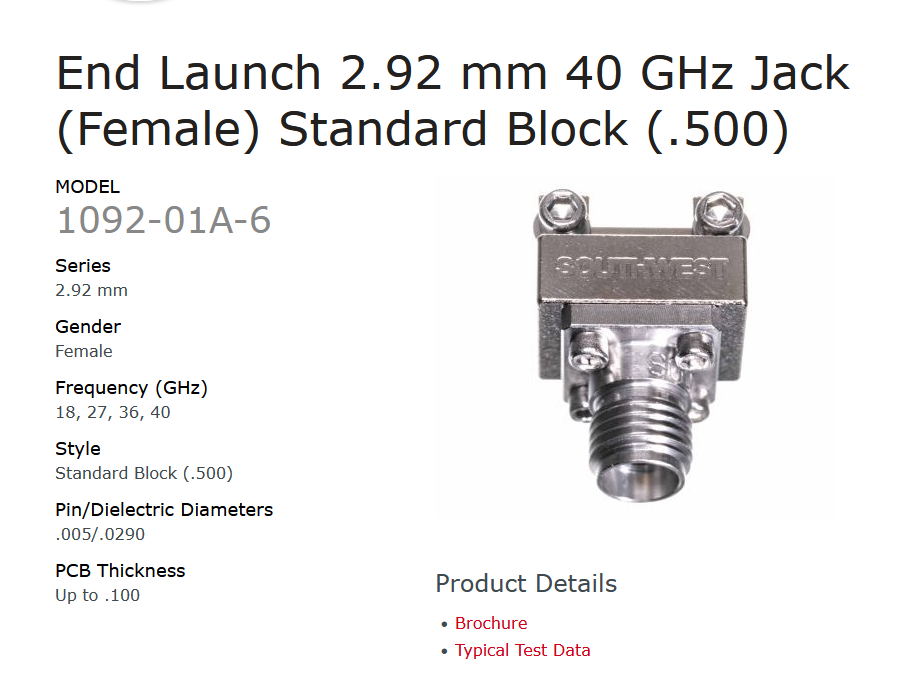 End Launch 2.92 mm 40 GHz Jack
(Female) Standard Block (.500)
MODEL
1092-01A-6
Series
2.92 mm
Gender
Female
Frequency (GHz)
18, 27, 36, 40
Style
Standard Block (.500)
Pin/Dielectric Diameters
.005/.0290
PCB Thickness
Up to .100
SOUTHWEST
Product Details
Brochure
Typical Test Data